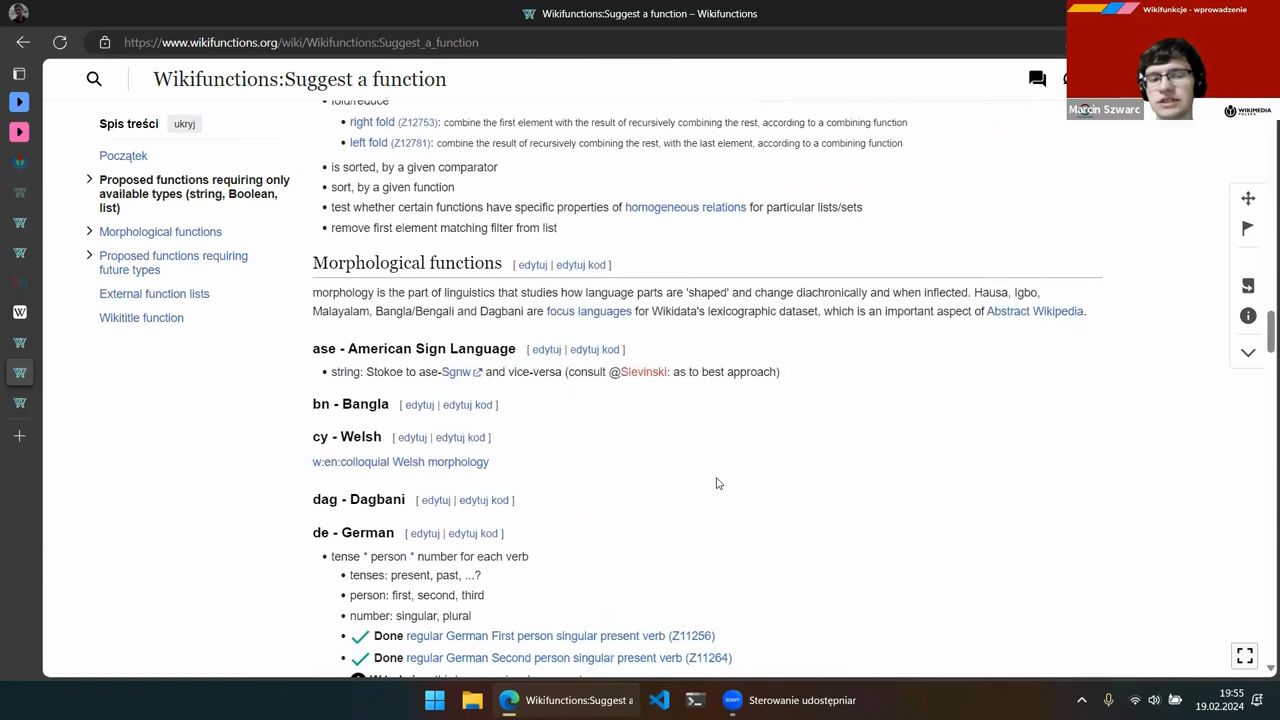 Wikifunctions:Suggest a function – Wikifunctions
https://www.wikifunctions.org/wiki/Wikifunctions:Suggest_a_function
Wikifunkcje - wprowadzenie
Marcin Szwarc
WIKIMEDIA
POLSKA
Wikifunctions:Suggest a function
Spis treści ukryj
Początek
Proposed functions requiring only
available types (string, Boolean,
list)
Morphological functions
Proposed functions requiring
future types
External function lists
Wikititle function
• fold/reduce
• right fold (Z12753): combine the first element with the result of recursively combining the rest, according to a combining function
• left fold (Z12781): combine the result of recursively combining the rest, with the last element, according to a combining function
• is sorted, by a given comparator
• sort, by a given function
• test whether certain functions have specific properties of homogeneous relations for particular lists/sets
• remove first element matching filter from list
Morphological functions [ edytuj | edytuj kod ]
morphology is the part of linguistics that studies how language parts are 'shaped' and change diachronically and when inflected. Hausa, Igbo,
Malayalam, Bangla/Bengali and Dagbani are focus languages for Wikidata's lexicographic dataset, which is an important aspect of Abstract Wikipedia.
ase - American Sign Language [ edytuj | edytuj kod ]
• string: Stokoe to ase-Sgnw and vice-versa (consult @Slevinski: as to best approach)
bn - Bangla [ edytuj | edytuj kod ]
cy - Welsh [ edytuj | edytuj kod ]
w:en:colloquial Welsh morphology
dag - Dagbani [ edytuj | edytuj kod ]
de - German [ edytuj | edytuj kod ]
• tense * person * number for each verb
• tenses: present, past, ...?
• person: first, second, third
• number: singular, plural
• Done regular German First person singular present verb (Z11256)
• Done regular German Second person singular present verb (Z11264)
Wikifunctions:Suggest a
Sterowanie udostępniar
zoom
19:55
19.02.2024